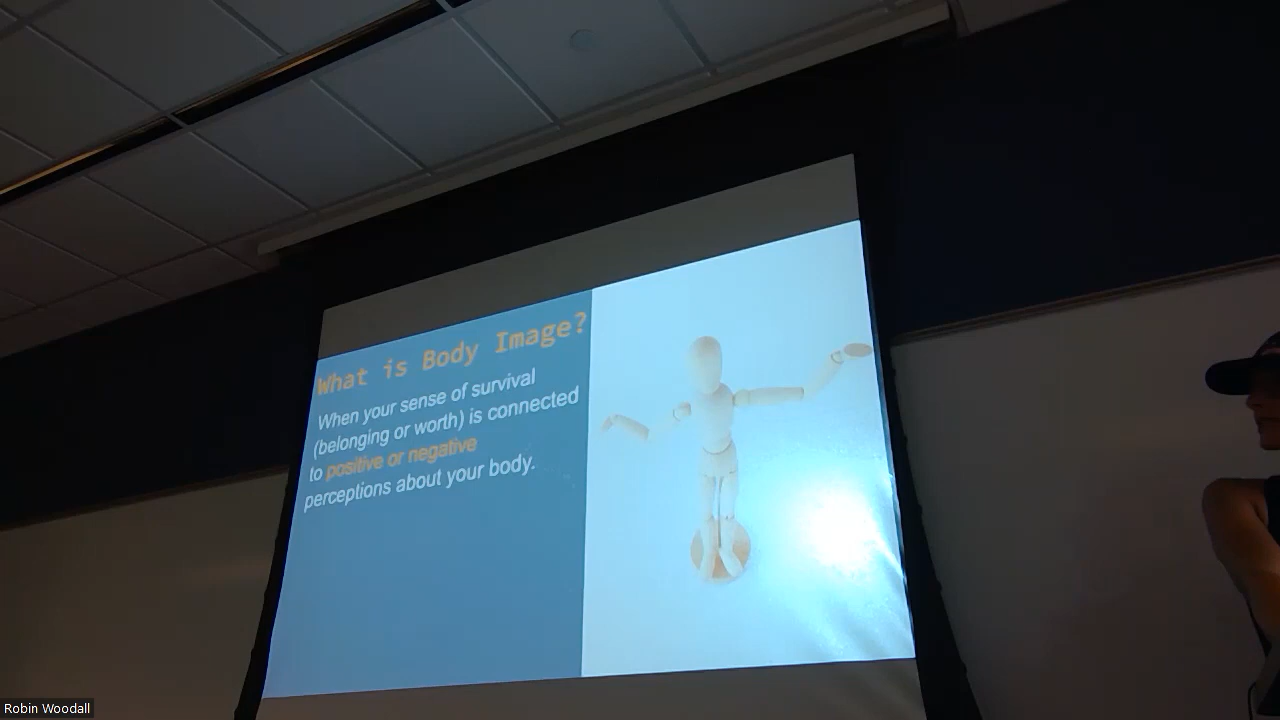 What is Body Image?
When your sense of survival
(belonging or worth) is connected
to positive or negative
perceptions about your body.
Robin Woodall